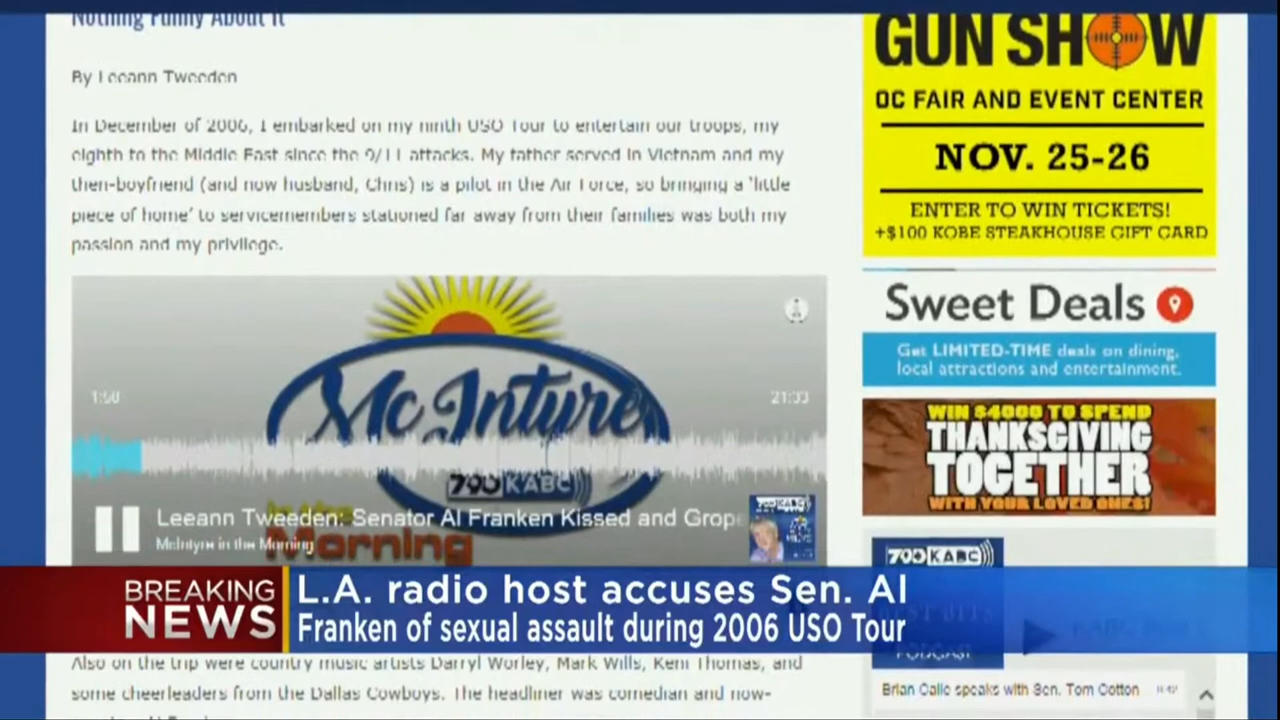 Nothing Funny About It
By Leeann Tweeden
In December of 2006, I embarked on my ninth USO Tour to entertain our troops, my
eighth to the Middle East since the 9/11 attacks. My father served in Vietnam and my
then-boyfriend (and now husband, Chris) is a pilot in the Air Force, so bringing a 'little
piece of home' to servicemembers stationed far away from their families was both my
passion and my privilege.
McIntyre
in the
Morning
790 KABC
1:50
21:33
Leeann Tweeden: Senator Al Franken Kissed and Grope
McIntyre in the Morning
BREAKING
NEWS
L.A. radio host accuses Sen. Al
Franken of sexual assault during 2006 USO Tour
Also on the trip were country music artists Darryl Worley, Mark Wills, Keni Thomas, and
some cheerleaders from the Dallas Cowboys. The headliner was comedian and now-
GUN SHOW
OC FAIR AND EVENT CENTER
NOV. 25-26
ENTER TO WIN TICKETS!
+$100 KOBE STEAKHOUSE GIFT CARD
Sweet Deals
Get LIMITED-TIME deals on dining,
local attractions and entertainment.
WIN $4000 TO SPEND
THANKSGIVING
TOGETHER
WITH YOUR LOVED ONES!
790 KABC
PODCAST
Brian Calle speaks with Sen. Tom Cotton